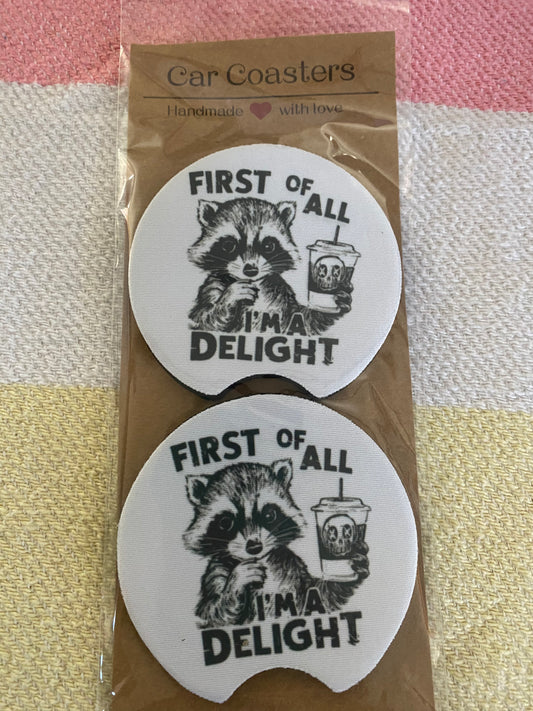 Car Coasters
Handmade with love
FIRST OF ALL
I'M A
DELIGHT
FIRST OF ALL
I'M A
DELIGHT